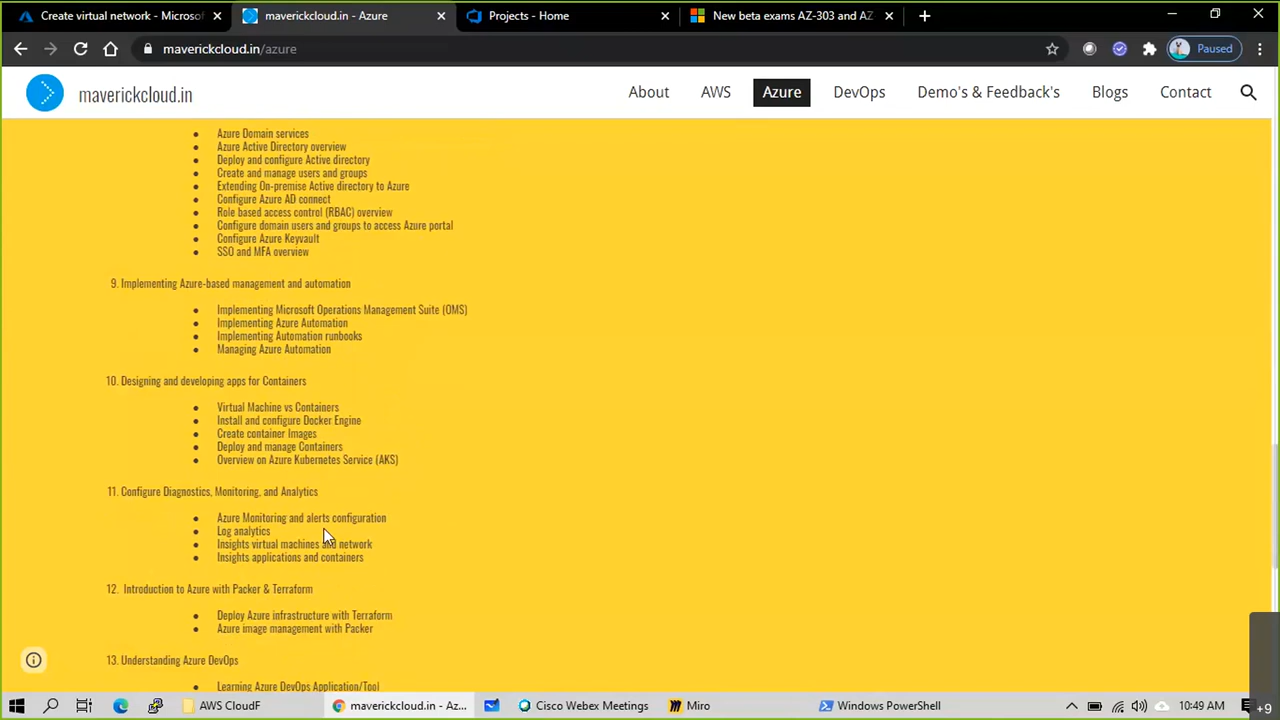 Create virtual network - Microsof
maverickcloud.in - Azure
Projects - Home
New beta exams AZ-303 and AZ
maverickcloud.in/azure
Paused
maverickcloud.in
About
AWS
Azure
DevOps
Demo's & Feedback's
Blogs
Contact
• Azure Domain services
• Azure Active Directory overview
• Deploy and configure Active directory
• Create and manage users and groups
• Extending On-premise Active directory to Azure
• Configure Azure AD connect
• Role based access control (RBAC) overview
• Configure domain users and groups to access Azure portal
• Configure Azure Keyvault
• SSO and MFA overview
9. Implementing Azure-based management and automation
• Implementing Microsoft Operations Management Suite (OMS)
• Implementing Azure Automation
• Implementing Automation runbooks
• Managing Azure Automation
10. Designing and developing apps for Containers
• Virtual Machine vs Containers
• Install and configure Docker Engine
• Create container Images
• Deploy and manage Containers
• Overview on Azure Kubernetes Service (AKS)
11. Configure Diagnostics, Monitoring, and Analytics
• Azure Monitoring and alerts configuration
• Log analytics
• Insights virtual machines and network
• Insights applications and containers
12. Introduction to Azure with Packer & Terraform
• Deploy Azure infrastructure with Terraform
• Azure image management with Packer
13. Understanding Azure DevOps
• Learning Azure DevOps Application/Tool
AWS CloudF
maverickcloud.in - Az...
Cisco Webex Meetings
Miro
Windows PowerShell
10:49 AM
+9